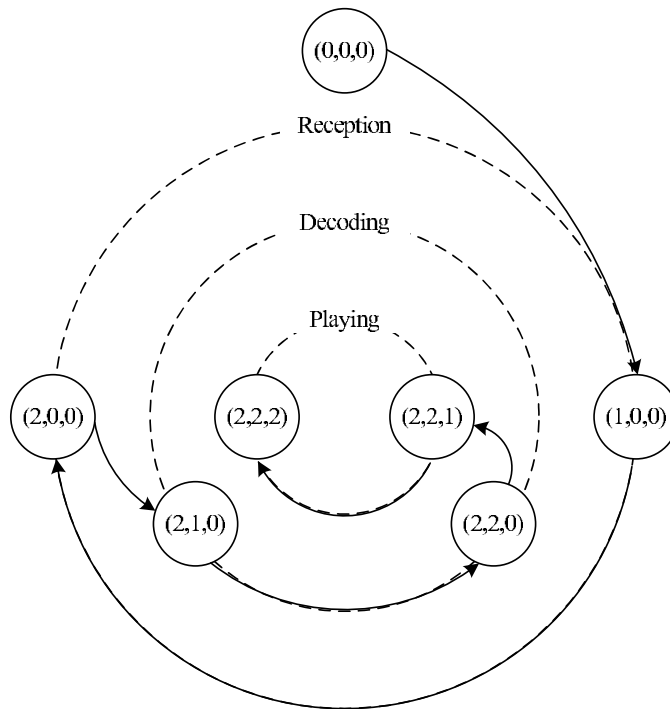 (0,0,0)
Reception
Decoding
Playing
(2,0,0)
(2,2,2)
(2,2,1)
(1,0,0)
(2,1,0)
(2,2,0)